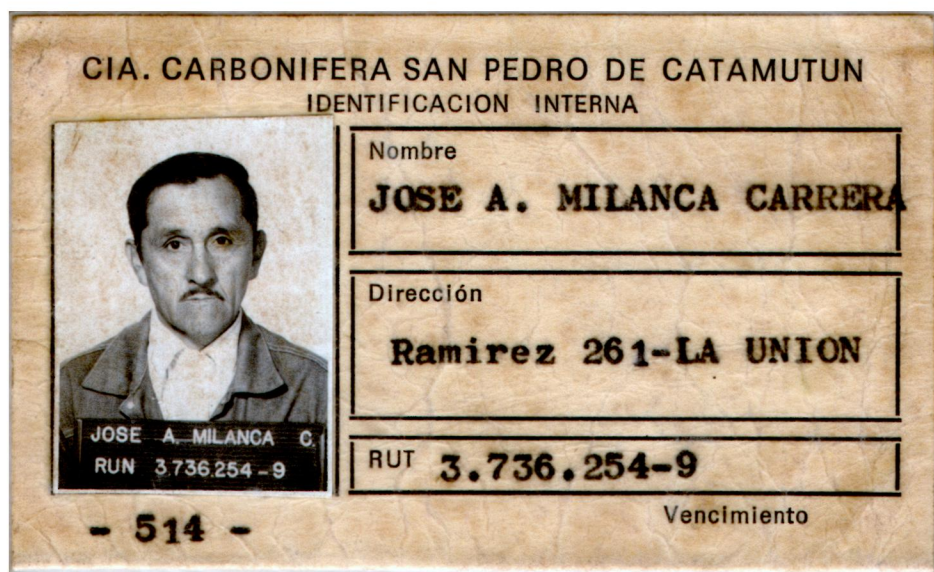 CIA. CARBONIFERA SAN PEDRO DE CATAMUTUN
IDENTIFICACION INTERNA
Nombre
JOSE A. MILANCA CARRERA
Dirección
Ramirez 261-LA UNION
JOSE A. MILANCA C.
RUN 3.736.254-9
RUT 3.736.254-9
- 514 -
Vencimiento